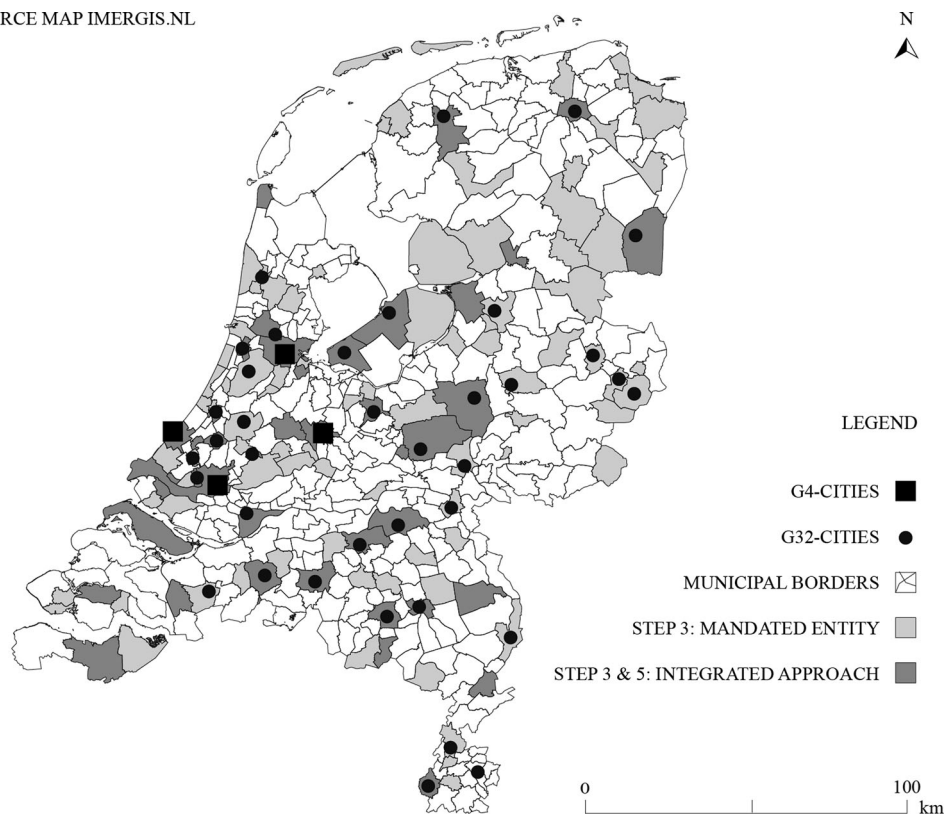 RCE MAP IMERGIS.NL
N
LEGEND
G4-CITIES
G32-CITIES
MUNICIPAL BORDERS
STEP 3: MANDATED ENTITY
STEP 3 & 5: INTEGRATED APPROACH
0 100
km